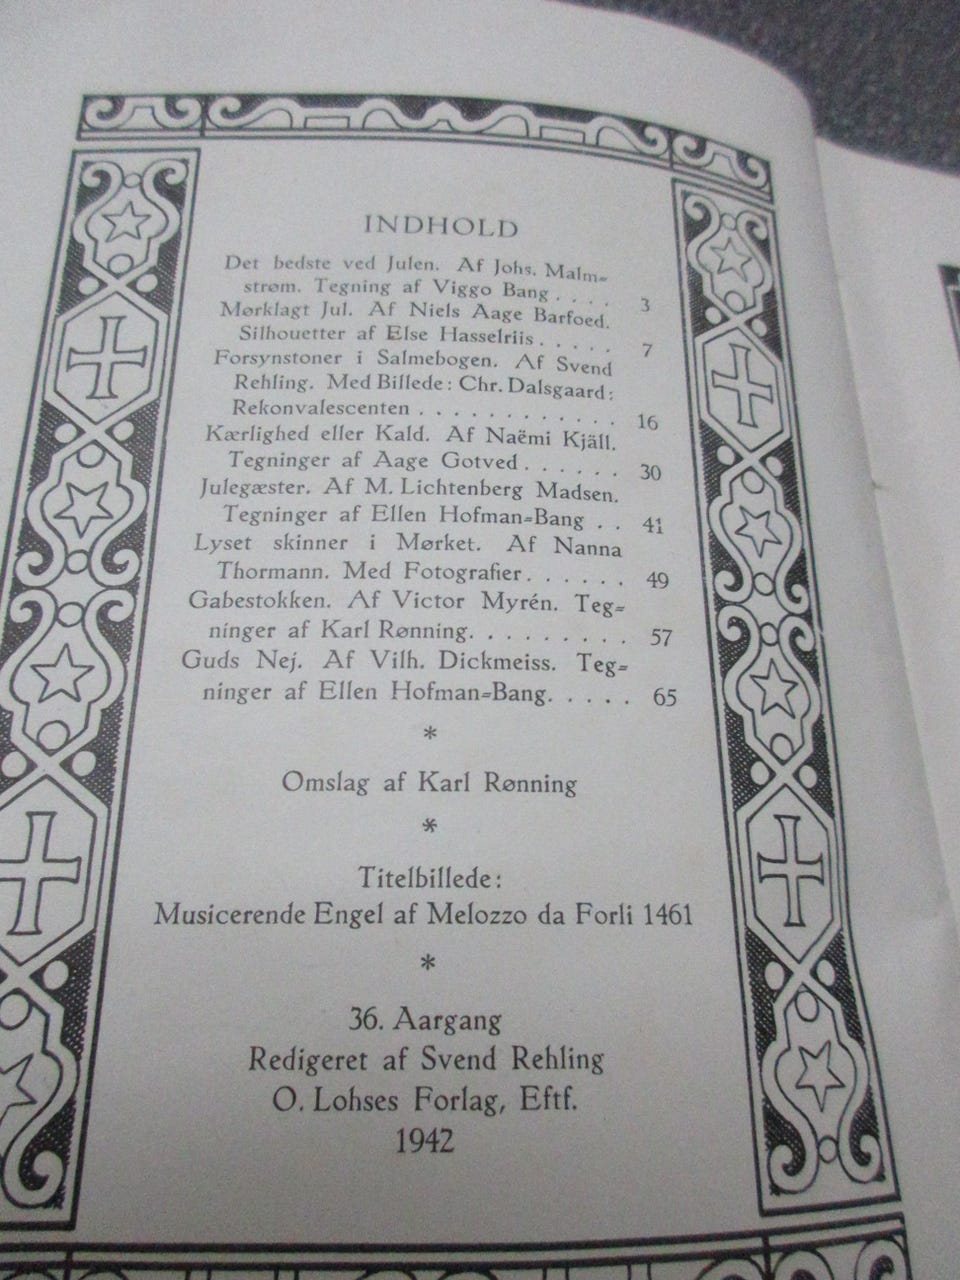 INDHOLD
Det bedste ved Julen. Af Johs. Malm=
strøm. Tegning af Viggo Bang . . . . 3
Mørklagt Jul. Af Niels Aage Barfoed.
Silhouetter af Else Hasselriis . . . . . 7
Forsynstoner i Salmebogen. Af Svend
Rehling. Med Billede: Chr. Dalsgaard:
Rekonvalescenten . . . . . . . . . . . 16
Kærlighed eller Kald. Af Naëmi Kjäll.
Tegninger af Aage Gotved . . . . . . 30
Julegæster. Af M. Lichtenberg Madsen.
Tegninger af Ellen Hofman=Bang . . 41
Lyset skinner i Mørket. Af Nanna
Thormann. Med Fotografier. . . . . . 49
Gabestokken. Af Victor Myrén. Teg=
ninger af Karl Rønning. . . . . . . . . 57
Guds Nej. Af Vilh. Dickmeiss. Teg=
ninger af Ellen Hofman=Bang. . . . . 65
*
Omslag af Karl Rønning
*
Titelbillede:
Musicerende Engel af Melozzo da Forli 1461
*
36. Aargang
Redigeret af Svend Rehling
O. Lohses Forlag, Eftf.
1942